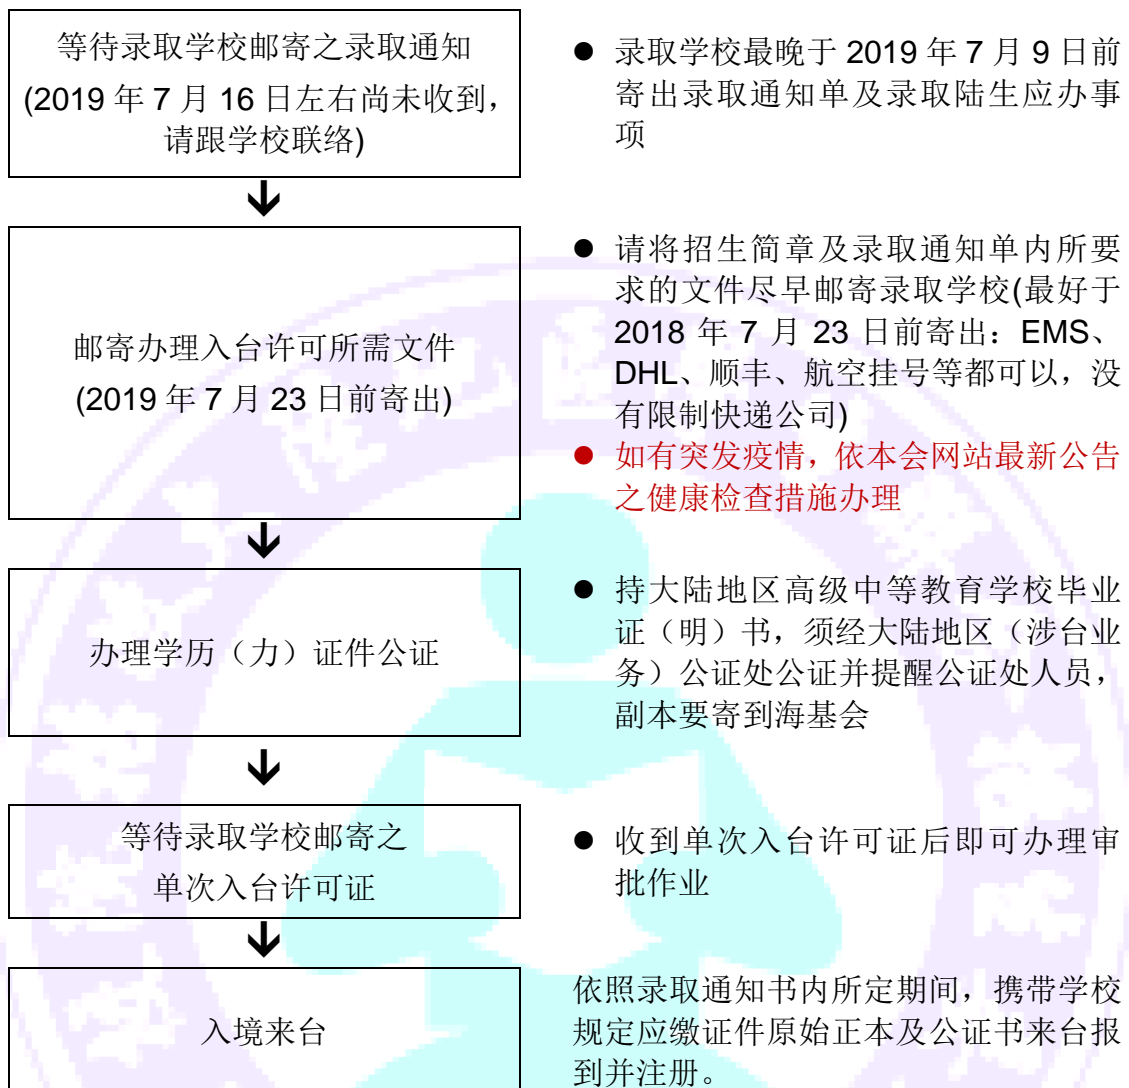 等待录取学校邮寄之录取通知
(2019 年 7 月 16 日左右尚未收到，
请跟学校联络)
● 录取学校最晚于 2019 年 7 月 9 日前
寄出录取通知单及录取陆生应办事
项
邮寄办理入台许可所需文件
(2019 年 7 月 23 日前寄出)
● 请将招生简章及录取通知单内所要
求的文件尽早邮寄录取学校(最好于
2018 年 7 月 23 日前寄出：EMS、
DHL、顺丰、航空挂号等都可以，没
有限制快递公司)
● 如有突发疫情，依本会网站最新公告
之健康检查措施办理
办理学历（力）证件公证
● 持大陆地区高级中等教育学校毕业
证（明）书，须经大陆地区（涉台业
务）公证处公证并提醒公证处人员，
副本要寄到海基会
等待录取学校邮寄之
单次入台许可证
● 收到单次入台许可证后即可办理审
批作业
入境来台
依照录取通知书内所定期间，携带学校
规定应缴证件原始正本及公证书来台报
到并注册。